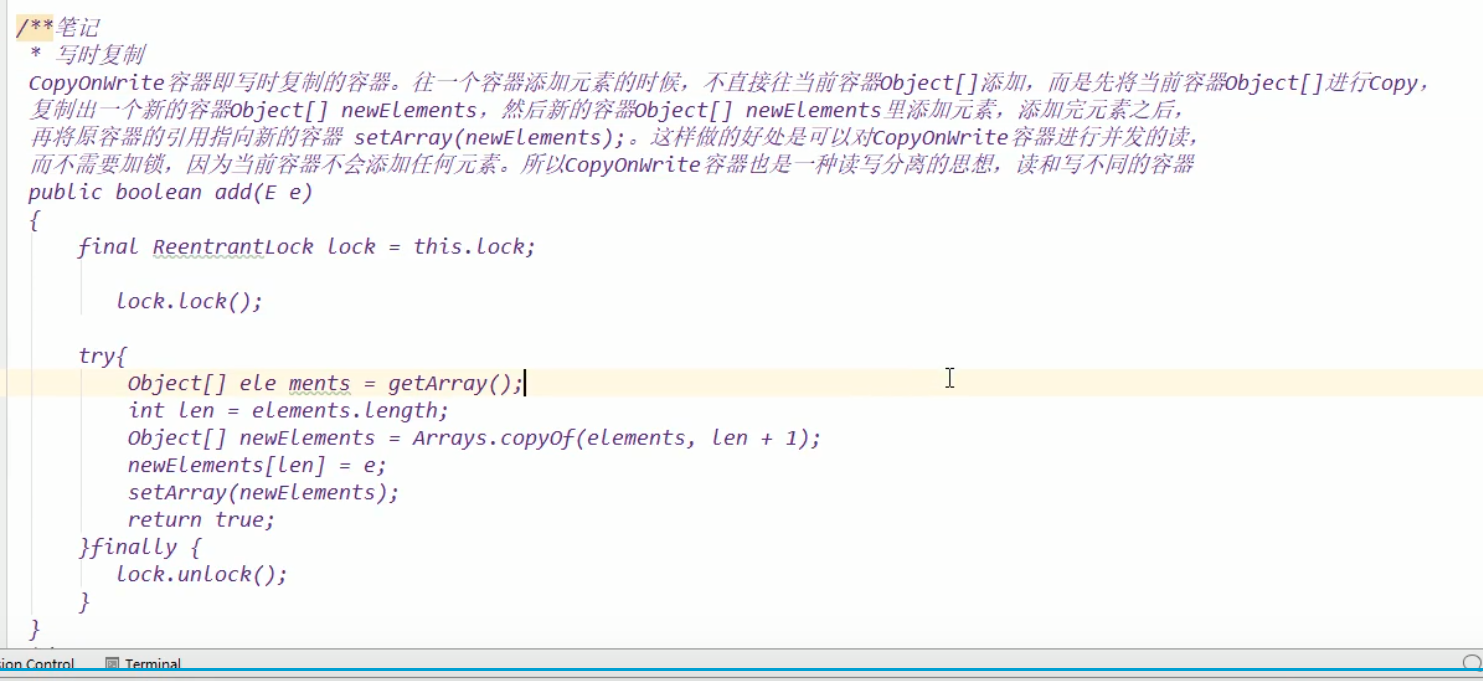 /**笔记
* 写时复制
CopyOnWrite容器即写时复制的容器。往一个容器添加元素的时候，不直接往当前容器Object[]添加，而是先将当前容器Object[]进行Copy，
复制出一个新的容器Object[] newElements，然后新的容器Object[] newElements里添加元素，添加完元素之后，
再将原容器的引用指向新的容器 setArray(newElements);。这样做的好处是可以对CopyOnWrite容器进行并发的读，
而不需要加锁，因为当前容器不会添加任何元素。所以CopyOnWrite容器也是一种读写分离的思想，读和写不同的容器
public boolean add(E e)
{
final ReentrantLock lock = this.lock;
lock.lock();
try{
Object[] ele ments = getArray();
int len = elements.length;
Object[] newElements = Arrays.copyOf(elements, len + 1);
newElements[len] = e;
setArray(newElements);
return true;
}finally {
lock.unlock();
}
}
Control Terminal